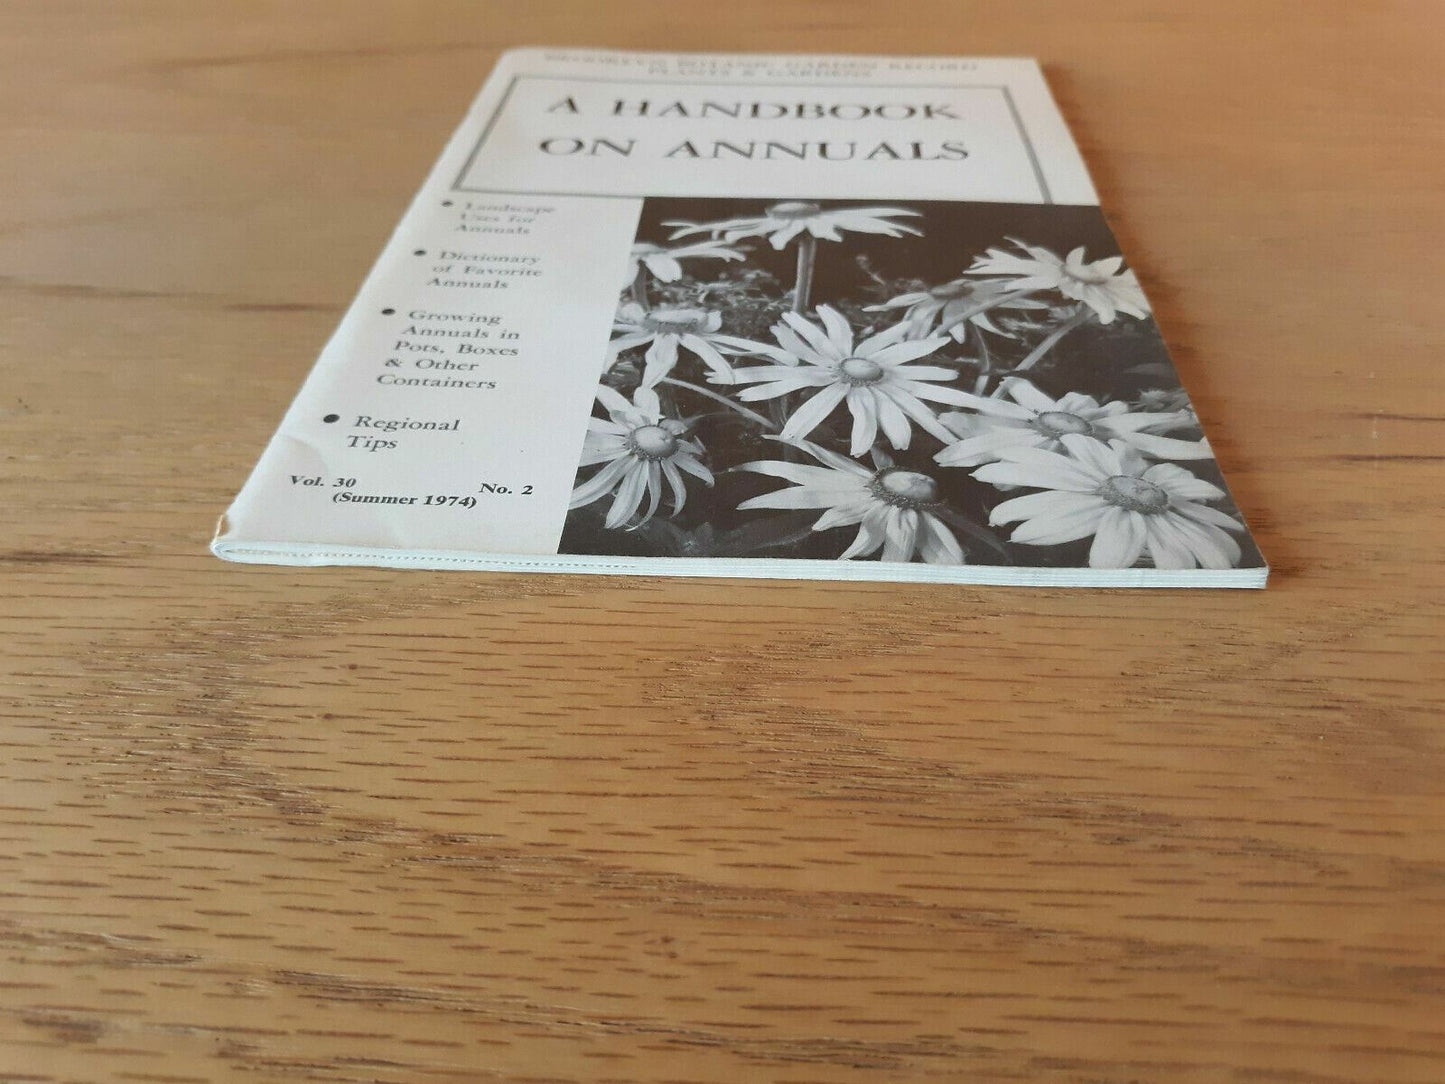 BROOKLYN BOTANIC GARDEN RECORD
PLANTS & GARDENS
A HANDBOOK
ON ANNUALS
• Landscape
Uses for
Annuals
• Dictionary
of Favorite
Annuals
• Growing
Annuals in
Pots, Boxes
& Other
Containers
• Regional
Tips
Vol. 30 No. 2
(Summer 1974)